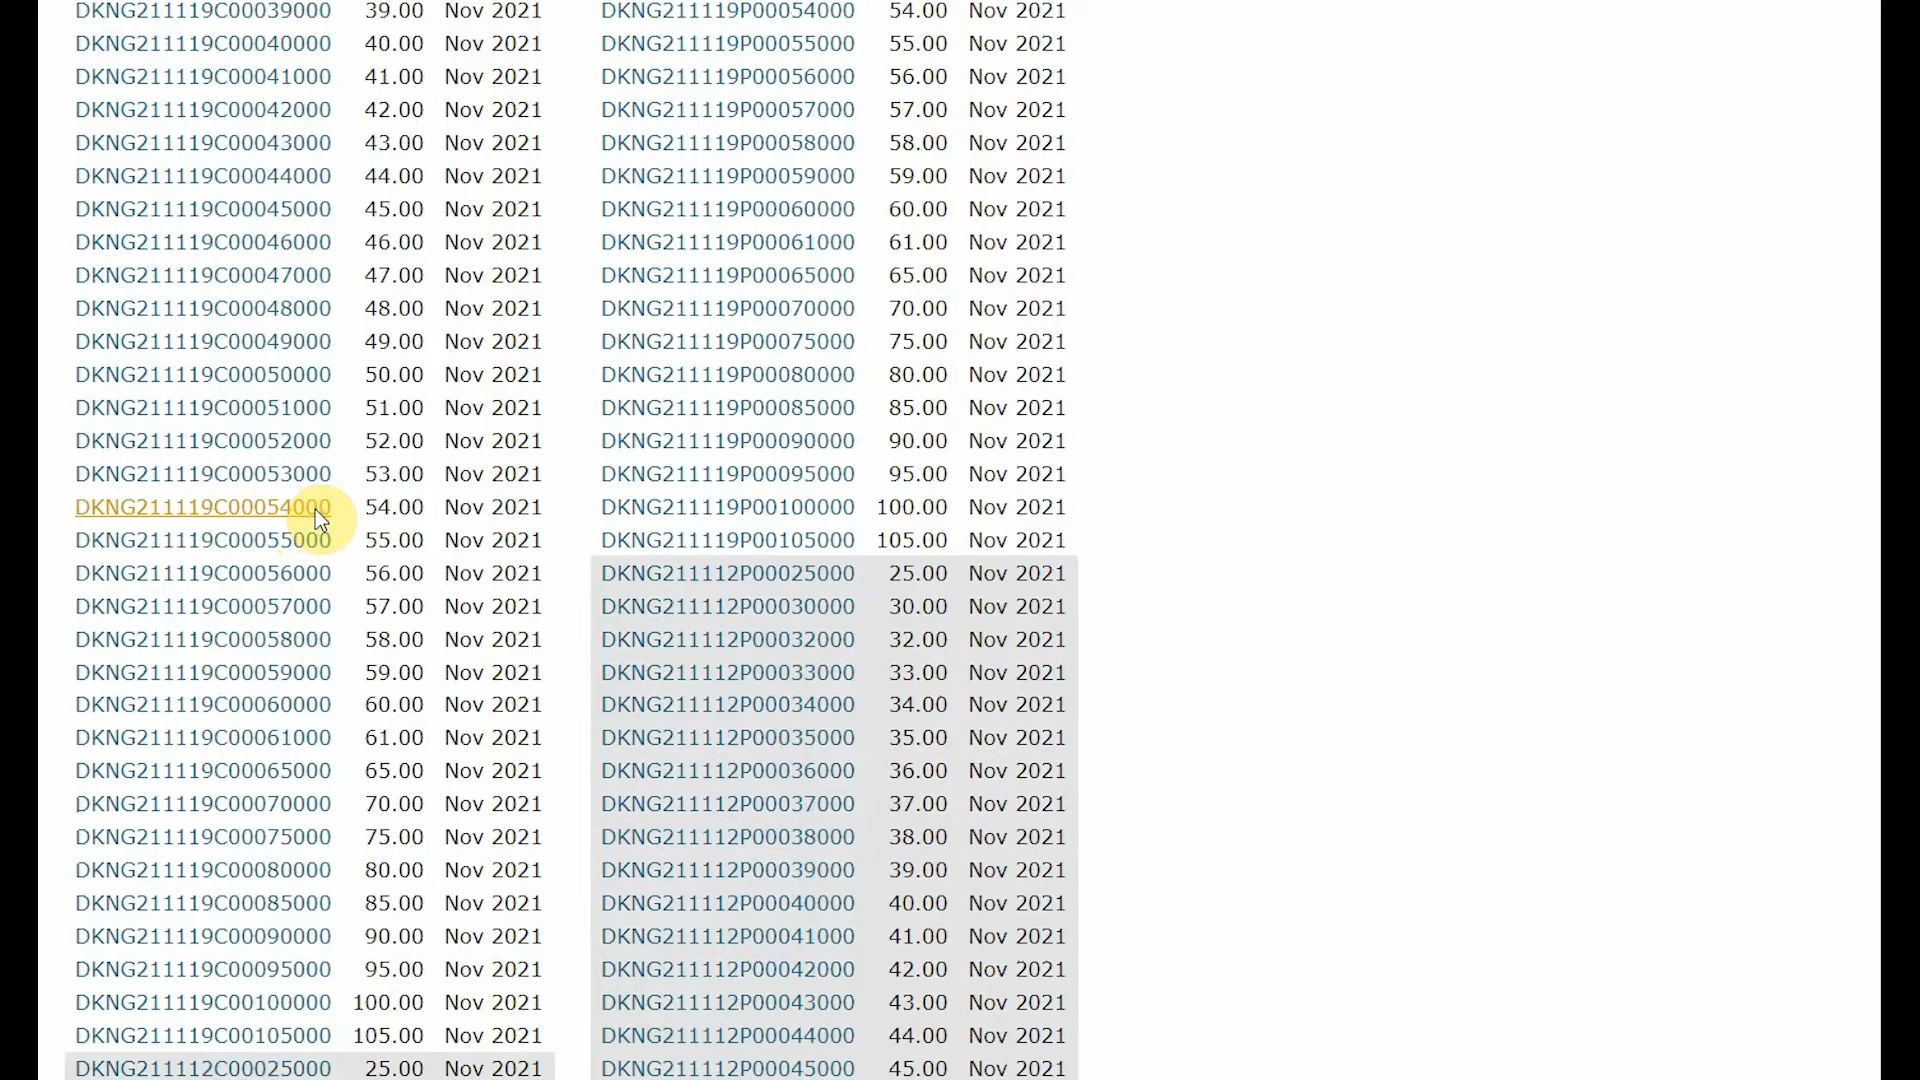 DKNG211119C00039000 39.00 Nov 2021 DKNG211119P00054000 54.00 Nov 2021
DKNG211119C00040000 40.00 Nov 2021 DKNG211119P00055000 55.00 Nov 2021
DKNG211119C00041000 41.00 Nov 2021 DKNG211119P00056000 56.00 Nov 2021
DKNG211119C00042000 42.00 Nov 2021 DKNG211119P00057000 57.00 Nov 2021
DKNG211119C00043000 43.00 Nov 2021 DKNG211119P00058000 58.00 Nov 2021
DKNG211119C00044000 44.00 Nov 2021 DKNG211119P00059000 59.00 Nov 2021
DKNG211119C00045000 45.00 Nov 2021 DKNG211119P00060000 60.00 Nov 2021
DKNG211119C00046000 46.00 Nov 2021 DKNG211119P00061000 61.00 Nov 2021
DKNG211119C00047000 47.00 Nov 2021 DKNG211119P00065000 65.00 Nov 2021
DKNG211119C00048000 48.00 Nov 2021 DKNG211119P00070000 70.00 Nov 2021
DKNG211119C00049000 49.00 Nov 2021 DKNG211119P00075000 75.00 Nov 2021
DKNG211119C00050000 50.00 Nov 2021 DKNG211119P00080000 80.00 Nov 2021
DKNG211119C00051000 51.00 Nov 2021 DKNG211119P00085000 85.00 Nov 2021
DKNG211119C00052000 52.00 Nov 2021 DKNG211119P00090000 90.00 Nov 2021
DKNG211119C00053000 53.00 Nov 2021 DKNG211119P00095000 95.00 Nov 2021
DKNG211119C00054000 54.00 Nov 2021 DKNG211119P00100000 100.00 Nov 2021
DKNG211119C00055000 55.00 Nov 2021 DKNG211119P00105000 105.00 Nov 2021
DKNG211119C00056000 56.00 Nov 2021 DKNG211112P00025000 25.00 Nov 2021
DKNG211119C00057000 57.00 Nov 2021 DKNG211112P00030000 30.00 Nov 2021
DKNG211119C00058000 58.00 Nov 2021 DKNG211112P00032000 32.00 Nov 2021
DKNG211119C00059000 59.00 Nov 2021 DKNG211112P00033000 33.00 Nov 2021
DKNG211119C00060000 60.00 Nov 2021 DKNG211112P00034000 34.00 Nov 2021
DKNG211119C00061000 61.00 Nov 2021 DKNG211112P00035000 35.00 Nov 2021
DKNG211119C00065000 65.00 Nov 2021 DKNG211112P00036000 36.00 Nov 2021
DKNG211119C00070000 70.00 Nov 2021 DKNG211112P00037000 37.00 Nov 2021
DKNG211119C00075000 75.00 Nov 2021 DKNG211112P00038000 38.00 Nov 2021
DKNG211119C00080000 80.00 Nov 2021 DKNG211112P00039000 39.00 Nov 2021
DKNG211119C00085000 85.00 Nov 2021 DKNG211112P00040000 40.00 Nov 2021
DKNG211119C00090000 90.00 Nov 2021 DKNG211112P00041000 41.00 Nov 2021
DKNG211119C00095000 95.00 Nov 2021 DKNG211112P00042000 42.00 Nov 2021
DKNG211119C00100000 100.00 Nov 2021 DKNG211112P00043000 43.00 Nov 2021
DKNG211119C00105000 105.00 Nov 2021 DKNG211112P00044000 44.00 Nov 2021
DKNG211112C00025000 25.00 Nov 2021 DKNG211112P00045000 45.00 Nov 2021